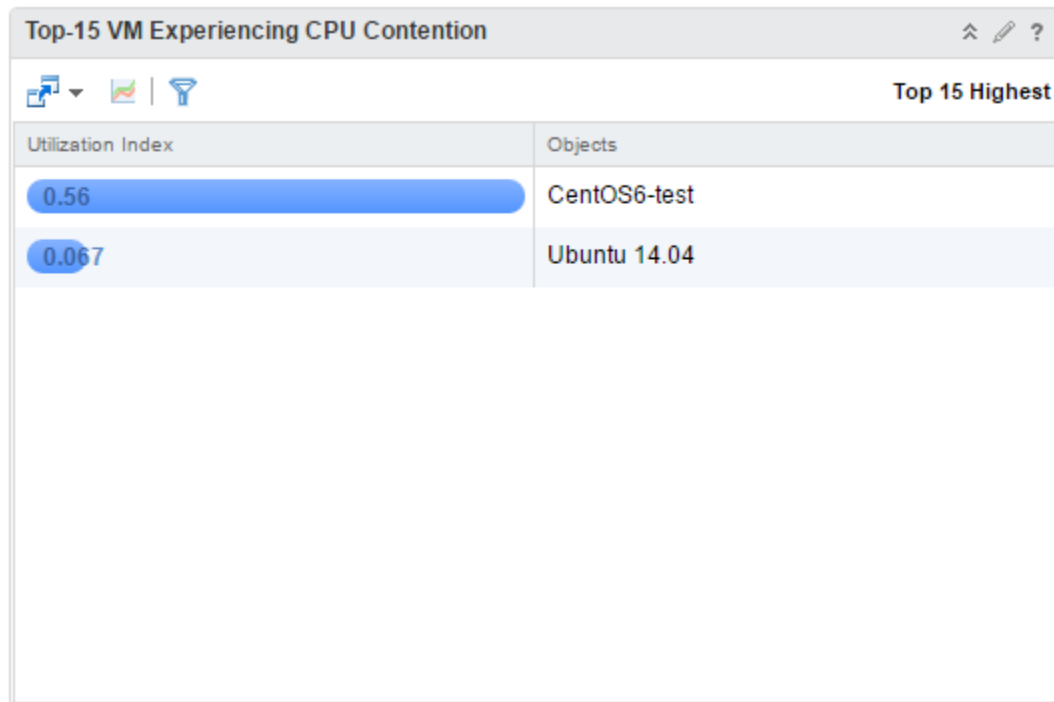 Top-15 VM Experiencing CPU Contention ?
Top 15 Highest
Utilization Index Objects
0.56 CentOS6-test
0.067 Ubuntu 14.04